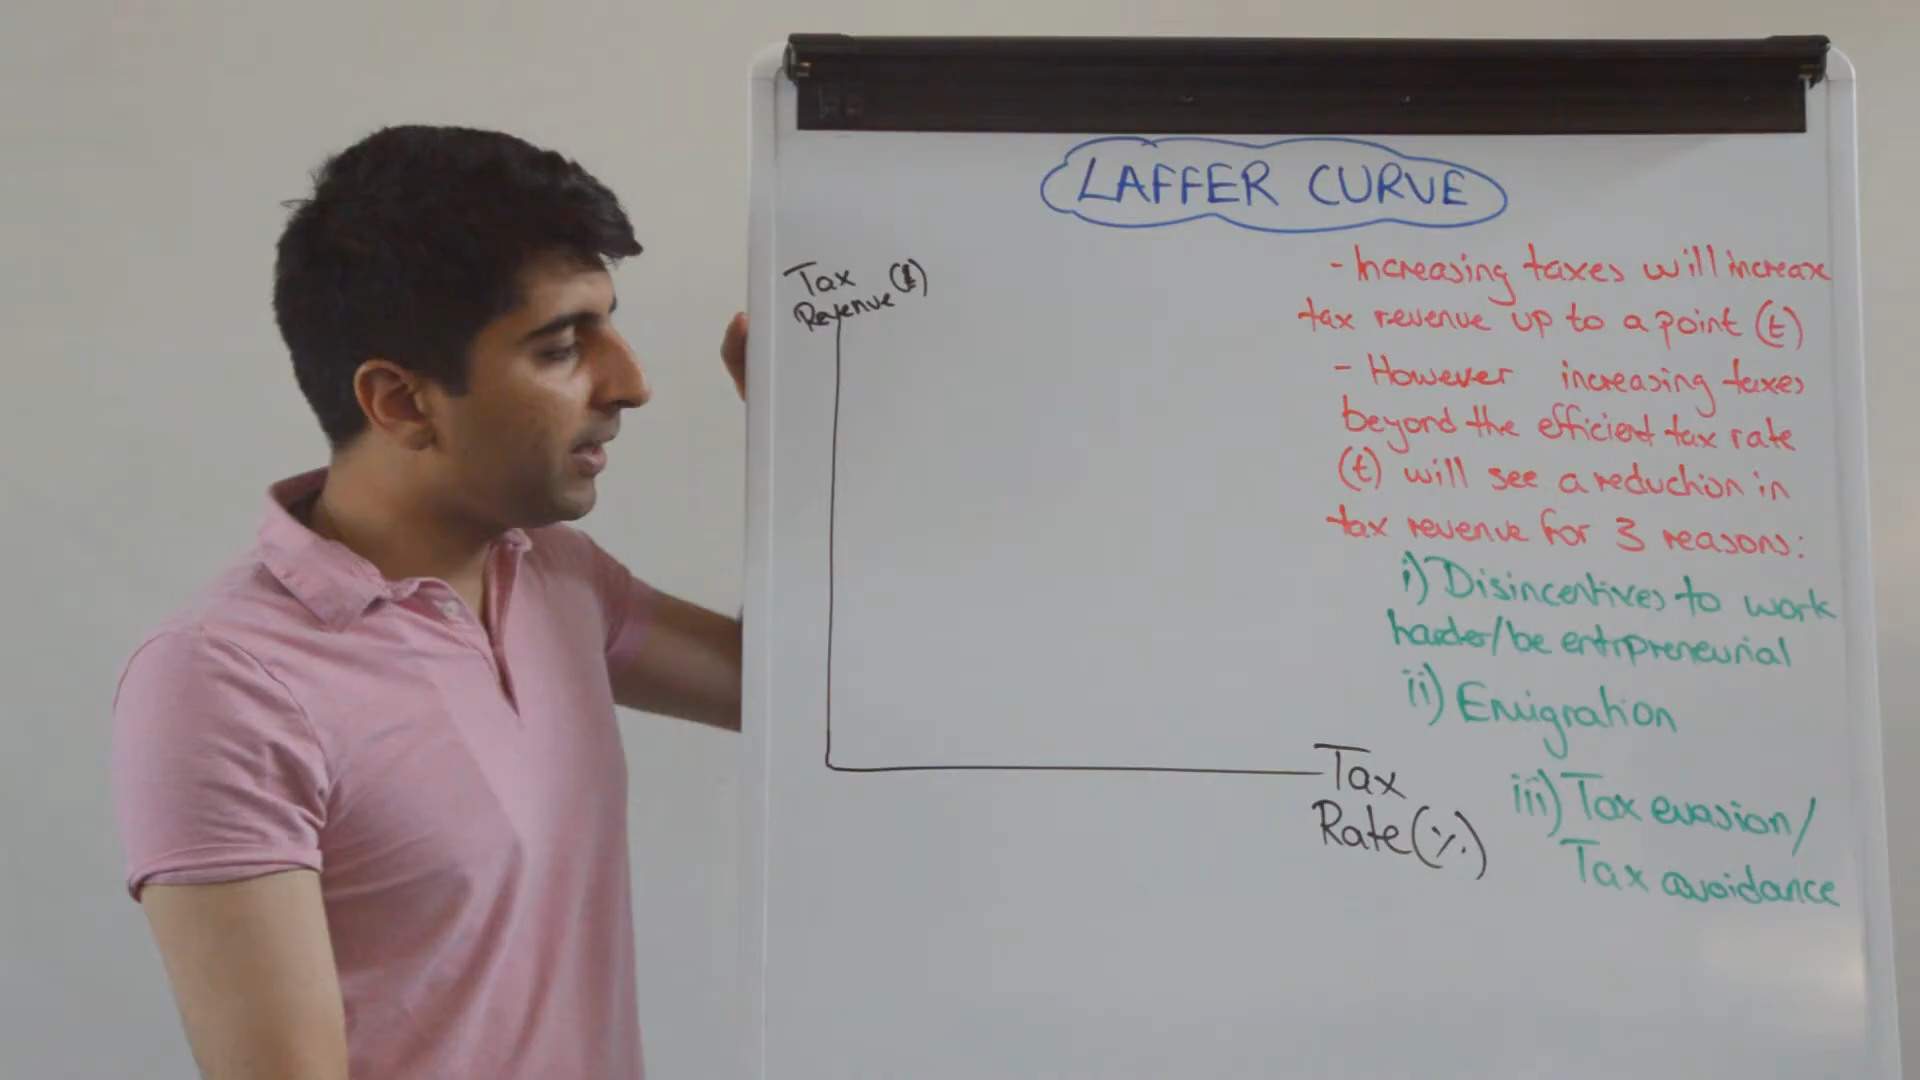 LAFFER CURVE
Tax (£)
Revenue
- Increasing taxes will increase
tax revenue up to a point (t)
- However increasing taxes
beyond the efficient tax rate
(t) will see a reduction in
tax revenue for 3 reasons:
i) Disincentives to work
harder/be entrpreneurial
ii) Emigration
iii) Tax evasion/
Tax avoidance
Tax
Rate (%)